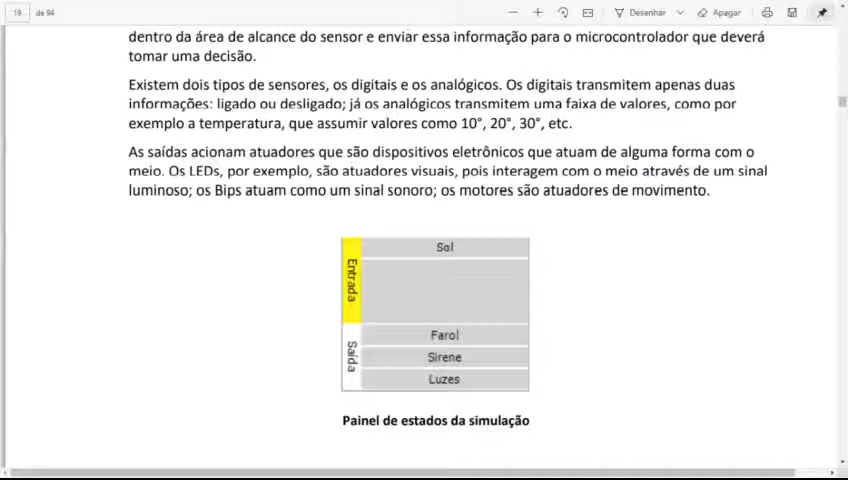 19 de 94 Desenhar Apagar
dentro da área de alcance do sensor e enviar essa informação para o microcontrolador que deverá
tomar uma decisão.
Existem dois tipos de sensores, os digitais e os analógicos. Os digitais transmitem apenas duas
informações: ligado ou desligado; já os analógicos transmitem uma faixa de valores, como por
exemplo a temperatura, que assumir valores como 10°, 20°, 30°, etc.
As saídas acionam atuadores que são dispositivos eletrônicos que atuam de alguma forma com o
meio. Os LEDs, por exemplo, são atuadores visuais, pois interagem com o meio através de um sinal
luminoso; os Bips atuam como um sinal sonoro; os motores são atuadores de movimento.
Entrada
Sol
Saída
Farol
Sirene
Luzes
Painel de estados da simulação